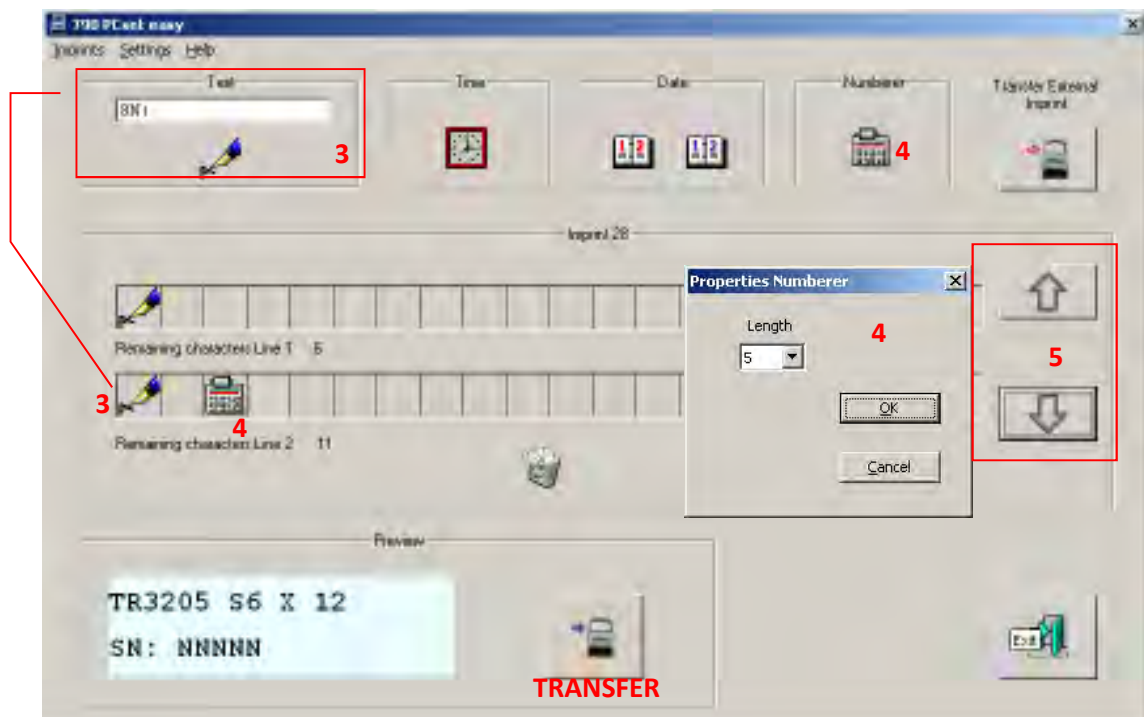 790 PCset easy
Imprints Settings Help
Text
Time
Date
Numberer
Transfer External
Imprint
SN:
3
4
Imprint 28
Properties Numberer
Length
4
5
5
Remaining characters Line 1 6
3
4
OK
Remaining characters Line 2 11
Cancel
Preview
TR3205 S6 X 12
SN: NNNNN
Exit
TRANSFER